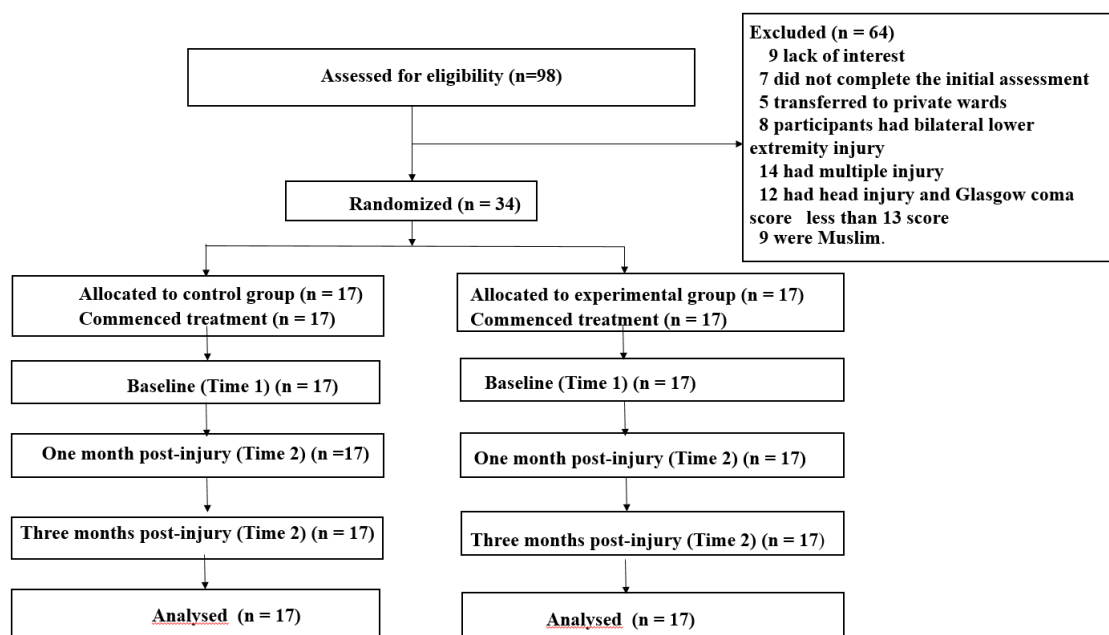 Assessed for eligibility (n=98)
Excluded (n = 64)
9 lack of interest
7 did not complete the initial assessment
5 transferred to private wards
8 participants had bilateral lower
extremity injury
14 had multiple injury
12 had head injury and Glasgow coma
score less than 13 score
9 were Muslim.
Randomized (n = 34)
Allocated to control group (n = 17)
Commenced treatment (n = 17)
Allocated to experimental group (n = 17)
Commenced treatment (n = 17)
Baseline (Time 1) (n = 17)
Baseline (Time 1) (n = 17)
One month post-injury (Time 2) (n =17)
One month post-injury (Time 2) (n = 17)
Three months post-injury (Time 2) (n = 17)
Three months post-injury (Time 2) (n = 17)
Analysed (n = 17)
Analysed (n = 17)